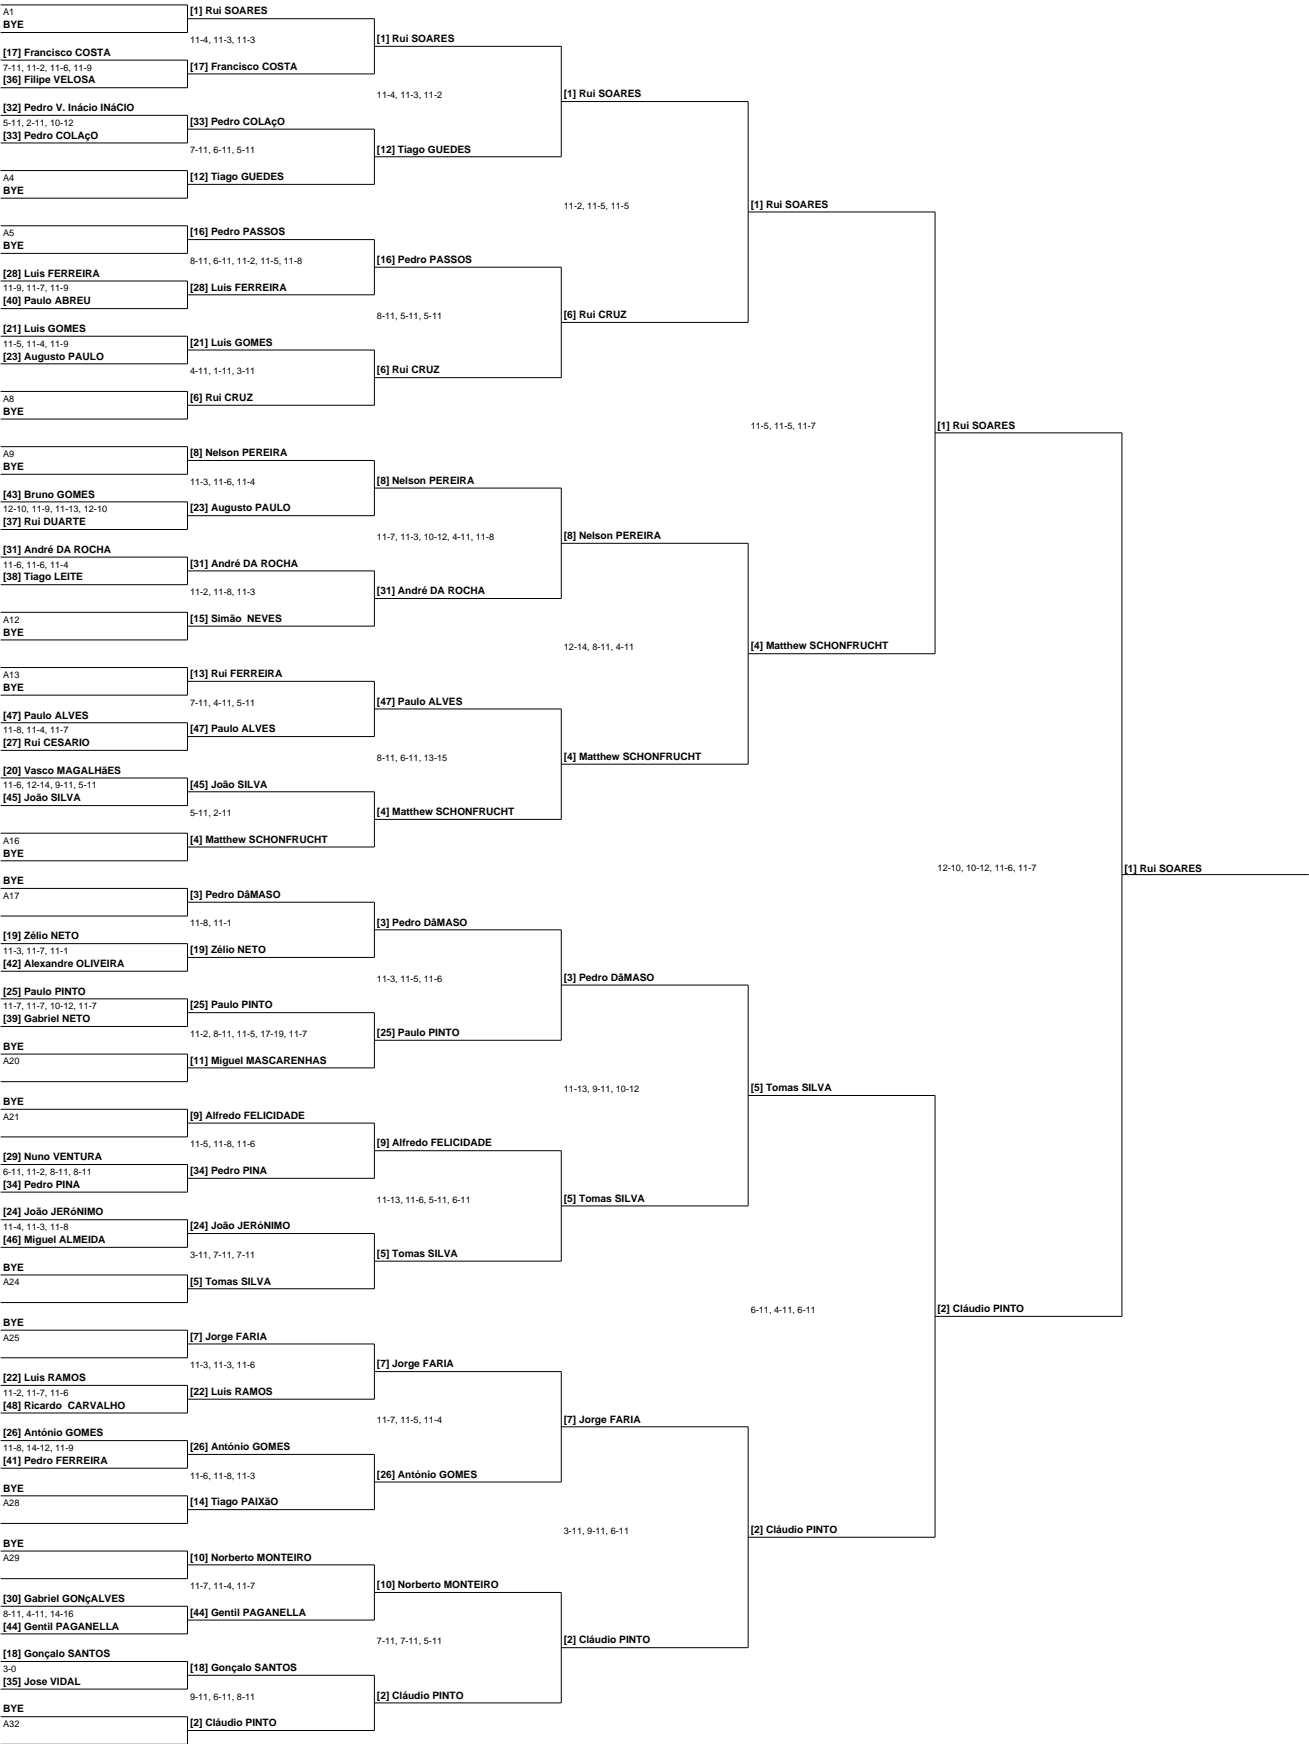 A1
BYE
[17] Francisco COSTA
7-11, 11-2, 11-6, 11-9
[36] Filipe VELOSA
[32] Pedro V. Inácio INáCIO
5-11, 2-11, 10-12
[33] Pedro COLAçO
A4
BYE
A5
BYE
[28] Luis FERREIRA
11-9, 11-7, 11-9
[40] Paulo ABREU
[21] Luis GOMES
11-5, 11-4, 11-9
[23] Augusto PAULO
A8
BYE
A9
BYE
[43] Bruno GOMES
12-10, 11-9, 11-13, 12-10
[37] Rui DUARTE
[31] André DA ROCHA
11-6, 11-6, 11-4
[38] Tiago LEITE
A12
BYE
A13
BYE
[47] Paulo ALVES
11-8, 11-4, 11-7
[27] Rui CESARIO
[20] Vasco MAGALHãES
11-6, 12-14, 9-11, 5-11
[45] João SILVA
A16
BYE
BYE
A17
[19] Zélio NETO
11-3, 11-7, 11-1
[42] Alexandre OLIVEIRA
[25] Paulo PINTO
11-7, 11-7, 10-12, 11-7
[39] Gabriel NETO
BYE
A20
BYE
A21
[29] Nuno VENTURA
6-11, 11-2, 8-11, 8-11
[34] Pedro PINA
[24] João JERóNIMO
11-4, 11-3, 11-8
[46] Miguel ALMEIDA
BYE
A24
BYE
A25
[22] Luis RAMOS
11-2, 11-7, 11-6
[48] Ricardo  CARVALHO
[26] António GOMES
11-8, 14-12, 11-9
[41] Pedro FERREIRA
BYE
A28
BYE
A29
[30] Gabriel GONçALVES
8-11, 4-11, 14-16
[44] Gentil PAGANELLA
[18] Gonçalo SANTOS
3-0
[35] Jose VIDAL
BYE
A32
[1] Rui SOARES
11-4, 11-3, 11-3
[17] Francisco COSTA
[33] Pedro COLAçO
7-11, 6-11, 5-11
[12] Tiago GUEDES
[16] Pedro PASSOS
8-11, 6-11, 11-2, 11-5, 11-8
[28] Luis FERREIRA
[21] Luis GOMES
4-11, 1-11, 3-11
[6] Rui CRUZ
[8] Nelson PEREIRA
11-3, 11-6, 11-4
[23] Augusto PAULO
[31] André DA ROCHA
11-2, 11-8, 11-3
[15] Simão  NEVES
[13] Rui FERREIRA
7-11, 4-11, 5-11
[47] Paulo ALVES
[45] João SILVA
5-11, 2-11
[4] Matthew SCHONFRUCHT
[3] Pedro DâMASO
11-8, 11-1
[19] Zélio NETO
[25] Paulo PINTO
11-2, 8-11, 11-5, 17-19, 11-7
[11] Miguel MASCARENHAS
[9] Alfredo FELICIDADE
11-5, 11-8, 11-6
[34] Pedro PINA
[24] João JERóNIMO
3-11, 7-11, 7-11
[5] Tomas SILVA
[7] Jorge FARIA
11-3, 11-3, 11-6
[22] Luis RAMOS
[26] António GOMES
11-6, 11-8, 11-3
[14] Tiago PAIXãO
[10] Norberto MONTEIRO
11-7, 11-4, 11-7
[44] Gentil PAGANELLA
[18] Gonçalo SANTOS
9-11, 6-11, 8-11
[2] Cláudio PINTO
[1] Rui SOARES
11-4, 11-3, 11-2
[12] Tiago GUEDES
[16] Pedro PASSOS
8-11, 5-11, 5-11
[6] Rui CRUZ
[8] Nelson PEREIRA
11-7, 11-3, 10-12, 4-11, 11-8
[31] André DA ROCHA
[47] Paulo ALVES
8-11, 6-11, 13-15
[4] Matthew SCHONFRUCHT
[3] Pedro DâMASO
11-3, 11-5, 11-6
[25] Paulo PINTO
[9] Alfredo FELICIDADE
11-13, 11-6, 5-11, 6-11
[5] Tomas SILVA
[7] Jorge FARIA
11-7, 11-5, 11-4
[26] António GOMES
[10] Norberto MONTEIRO
7-11, 7-11, 5-11
[2] Cláudio PINTO
[1] Rui SOARES
11-2, 11-5, 11-5
[6] Rui CRUZ
[8] Nelson PEREIRA
12-14, 8-11, 4-11
[4] Matthew SCHONFRUCHT
[3] Pedro DâMASO
11-13, 9-11, 10-12
[5] Tomas SILVA
[7] Jorge FARIA
3-11, 9-11, 6-11
[2] Cláudio PINTO
[1] Rui SOARES
11-5, 11-5, 11-7
[4] Matthew SCHONFRUCHT
[5] Tomas SILVA
6-11, 4-11, 6-11
[2] Cláudio PINTO
[1] Rui SOARES
12-10, 10-12, 11-6, 11-7
[2] Cláudio PINTO
[1] Rui SOARES